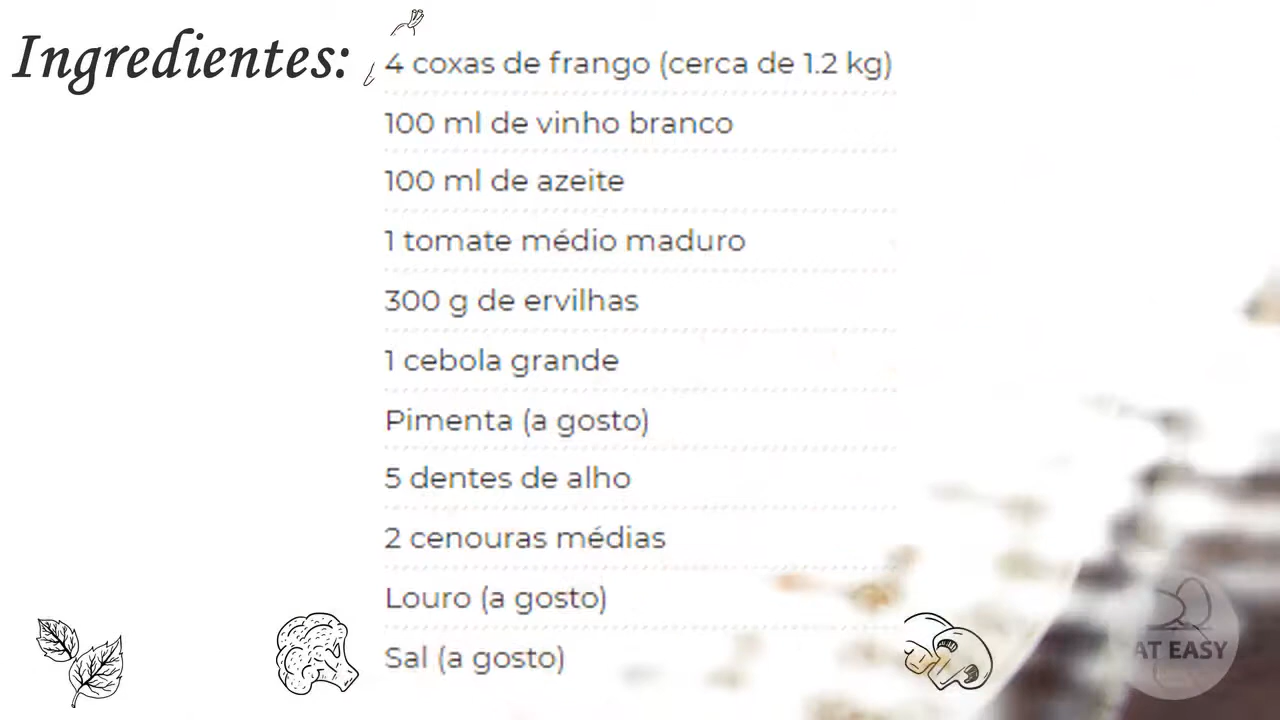 Ingredientes:
4 coxas de frango (cerca de 1.2 kg)
100 ml de vinho branco
100 ml de azeite
1 tomate médio maduro
300 g de ervilhas
1 cebola grande
Pimenta (a gosto)
5 dentes de alho
2 cenouras médias
Louro (a gosto)
Sal (a gosto)
AT EASY